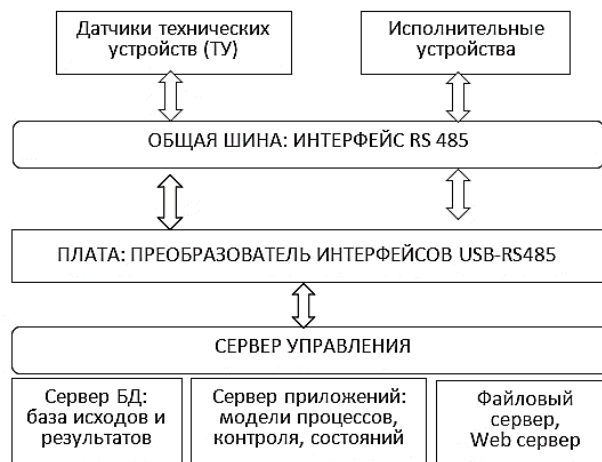 Датчики технических
устройств (ТУ)
Исполнительные
устройства
ОБЩАЯ ШИНА: ИНТЕРФЕЙС RS 485
ПЛАТА: ПРЕОБРАЗОВАТЕЛЬ ИНТЕРФЕЙСОВ USB-RS485
СЕРВЕР УПРАВЛЕНИЯ
Сервер БД:
база исходов и
результатов
Сервер приложений:
модели процессов,
контроля, состояний
Файловый
сервер,
Web сервер